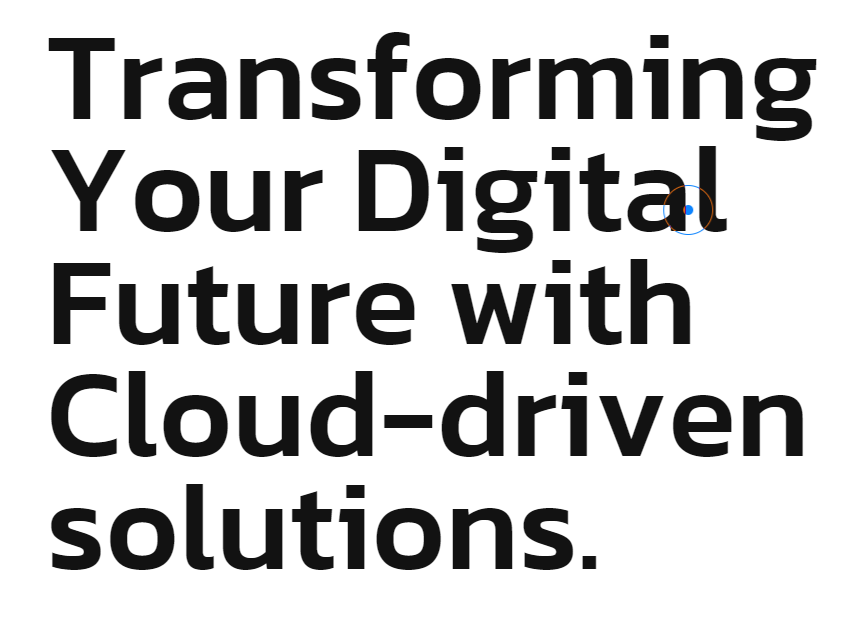 Transforming
Your Digital
Future with
Cloud-driven
solutions.